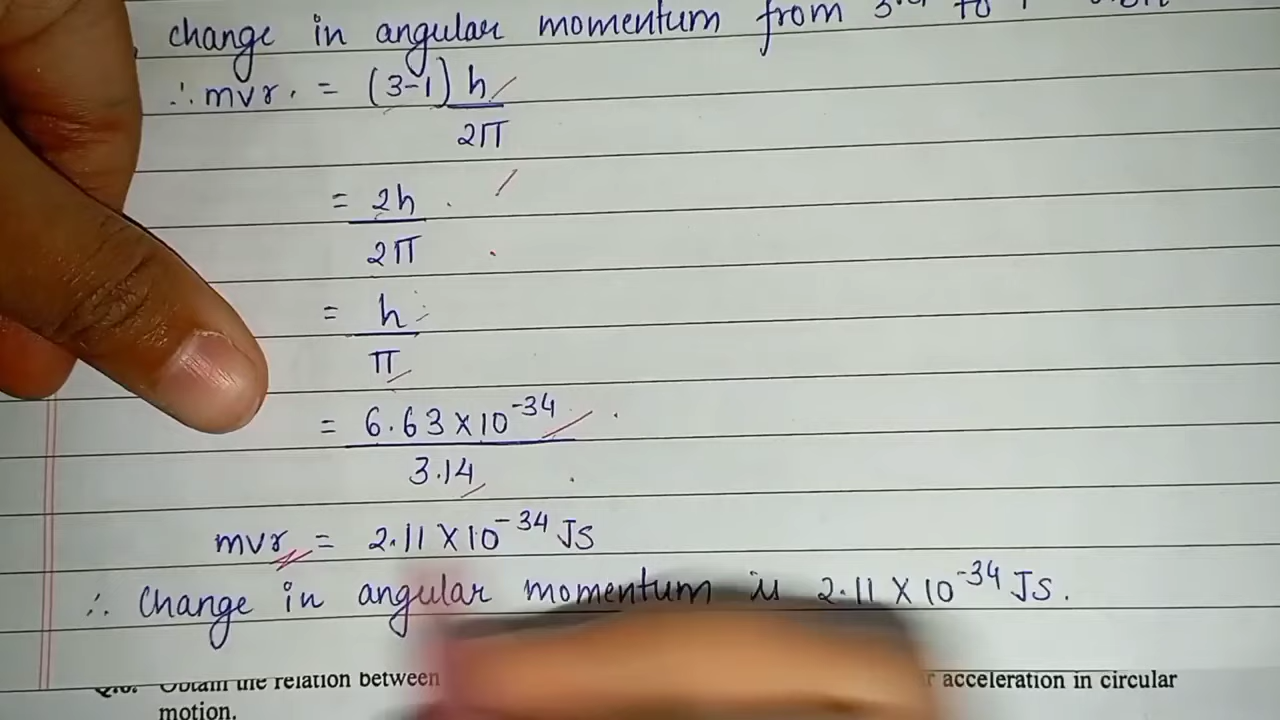 change in angular momentum from 3rd to
∴ mvr. = (3-1) h
2π
= 2h
2π
= h
π
= 6.63 × 10⁻³⁴
3.14
mvr = 2.11 × 10⁻³⁴ JS
∴ Change in angular momentum is 2.11 × 10⁻³⁴ JS.
Obtain the relation between acceleration in circular
motion.